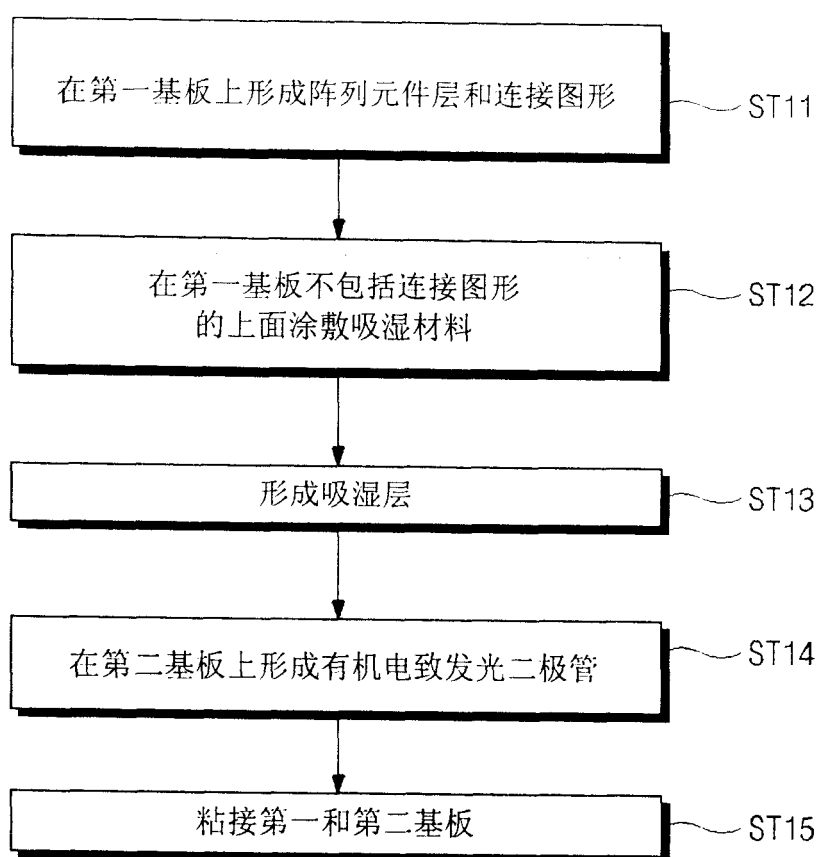 在第一基板上形成阵列元件层和连接图形
ST11
在第一基板不包括连接图形
的上面涂敷吸湿材料
ST12
形成吸湿层
ST13
在第二基板上形成有机电致发光二极管
ST14
粘接第一和第二基板
ST15